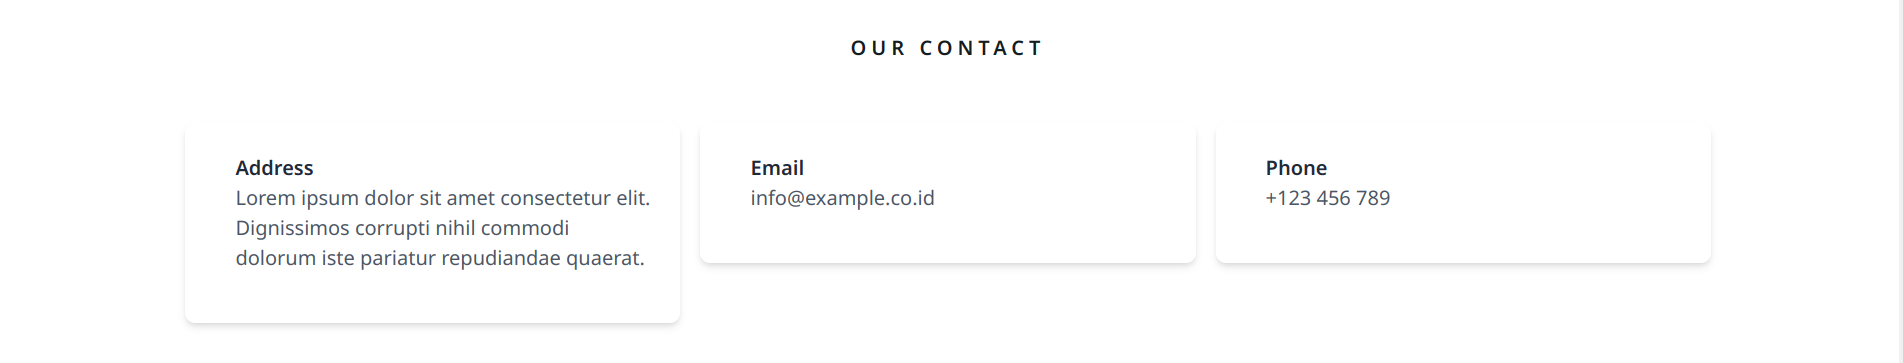 OUR CONTACT
Address
Lorem ipsum dolor sit amet consectetur elit.
Dignissimos corrupti nihil commodi
dolorum iste pariatur repudiandae quaerat.
Email
info@example.co.id
Phone
+123 456 789